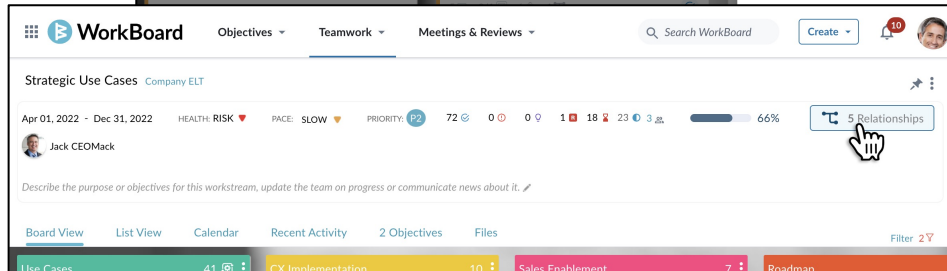 WorkBoard Objectives Teamwork Meetings & Reviews Search WorkBoard Create 10
Strategic Use Cases Company ELT
Apr 01, 2022 - Dec 31, 2022 HEALTH: RISK PACE: SLOW PRIORITY: P2 72 0 0 1 18 23 3 66% 5 Relationships
Jack CEOMack
Describe the purpose or objectives for this workstream, update the team on progress or communicate news about it.
Board View List View Calendar Recent Activity 2 Objectives Files Filter 2
Use Cases 41 CX Implementation 10 Sales Enablement 7 Roadmap